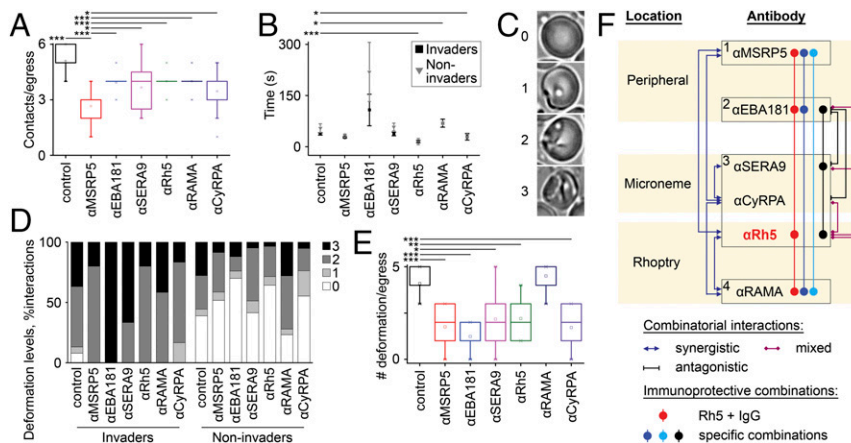 A
***
*
*
***
***
*
***
Contacts/egress
6
3
0
control
αMSRP5
αEBA181
αSERA9
αRh5
αRAMA
αCyRPA
B
*
*
***
Time (s)
300
150
50
0
Invaders
Non-
invaders
control
αMSRP5
αEBA181
αSERA9
αRh5
αRAMA
αCyRPA
C
0
1
2
3
D
Deformation levels, %interactions
100
50
0
control
αMSRP5
αEBA181
αSERA9
αRh5
αRAMA
αCyRPA
Invaders
control
αMSRP5
αEBA181
αSERA9
αRh5
αRAMA
αCyRPA
Non-invaders
3
2
1
0
E
***
**
*
***
***
# deformation/egress
5
0
control
αMSRP5
αEBA181
αSERA9
αRh5
αRAMA
αCyRPA
F
Location Antibody
Peripheral
1 αMSRP5
2 αEBA181
Microneme
3 αSERA9
αCyRPA
αRh5
Rhoptry
4 αRAMA
Combinatorial interactions:
synergistic mixed
antagonistic
Immunoprotective combinations:
Rh5 + IgG
specific combinations